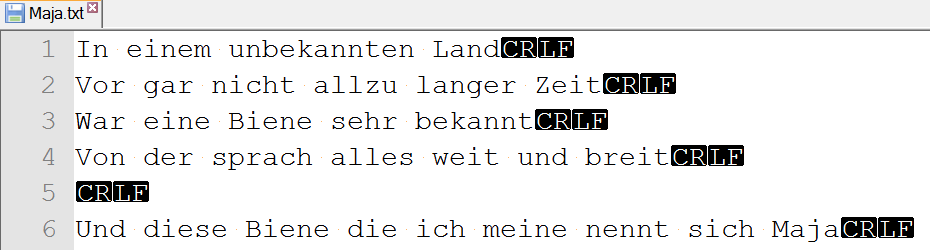 Maja.txt
1 In einem unbekannten LandCRLF
2 Vor gar nicht allzu langer ZeitCRLF
3 War eine Biene sehr bekanntCRLF
4 Von der sprach alles weit und breitCRLF
5 CRLF
6 Und diese Biene die ich meine nennt sich MajaCRLF